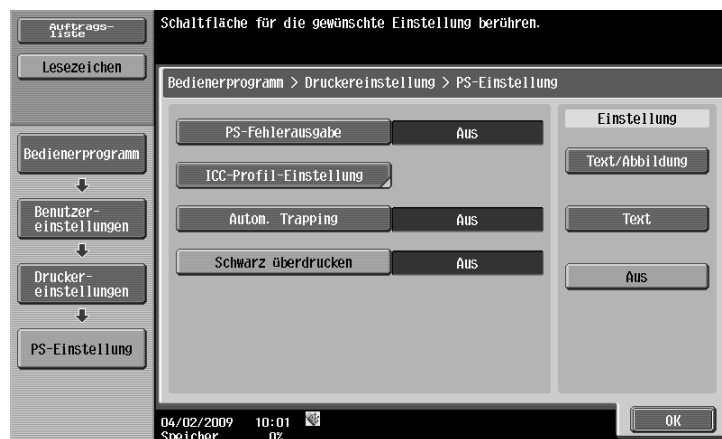 Auftrags-
liste
Lesezeichen
Bedienerprogramm
Benutzer-
einstellungen
Drucker-
einstellungen
PS-Einstellung
Schaltfläche für die gewünschte Einstellung berühren.
Bedienerprogramm > Druckereinstellung > PS-Einstellung
PS-Fehlerausgabe Aus
ICC-Profil-Einstellung
Autom. Trapping Aus
Schwarz überdrucken Aus
Einstellung
Text/Abbildung
Text
Aus
04/02/2009 10:01
Speicher 0%
OK